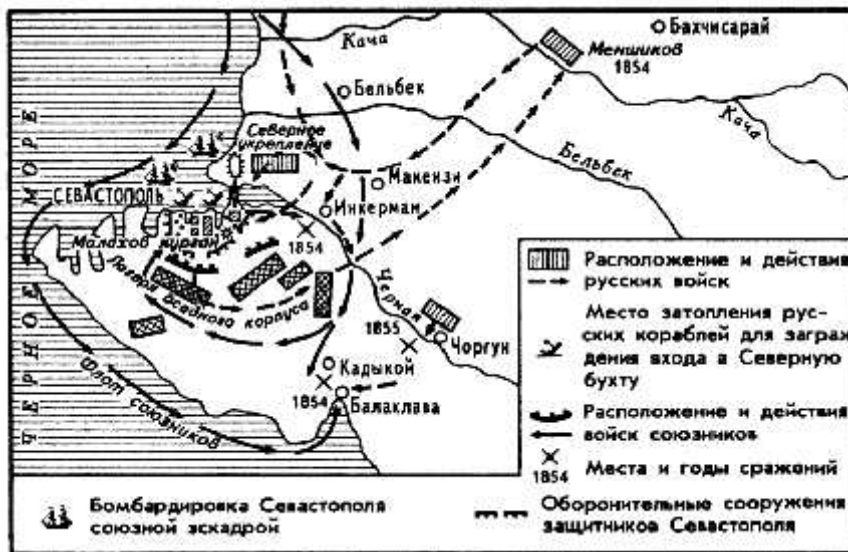 Бахчисарай
Кача
Меншиков
1854
Бельбек
Кача
Северное
укрепление
Бельбек
Макензи
СЕВАСТОПОЛЬ
Инкерман
Малахов курган
1854
Лагерь осадного корпуса
Черная
1855
Чоргун
Кадыкой
1854
Балаклава
Флот союзников
ЧЕРНОЕ МОРЕ
Расположение и действия
русских войск
Место затопления рус-
ских кораблей для заграж
дения входа в Северную
бухту
Расположение и действия
войск союзников
1854
Места и годы сражений
Бомбардировка Севастополя
союзной эскадрой
Оборонительные сооружения
защитников Севастополя